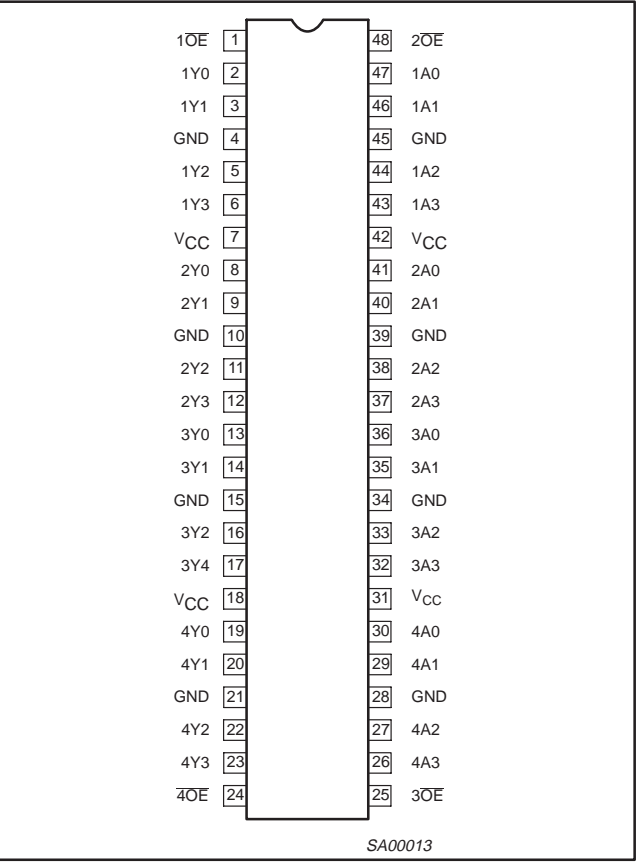 1O̅E̅ 1 48 2O̅E̅
1Y0 2 47 1A0
1Y1 3 46 1A1
GND 4 45 GND
1Y2 5 44 1A2
1Y3 6 43 1A3
VCC 7 42 VCC
2Y0 8 41 2A0
2Y1 9 40 2A1
GND 10 39 GND
2Y2 11 38 2A2
2Y3 12 37 2A3
3Y0 13 36 3A0
3Y1 14 35 3A1
GND 15 34 GND
3Y2 16 33 3A2
3Y4 17 32 3A3
VCC 18 31 VCC
4Y0 19 30 4A0
4Y1 20 29 4A1
GND 21 28 GND
4Y2 22 27 4A2
4Y3 23 26 4A3
4̅O̅E̅ 24 25 3O̅E̅
SA00013